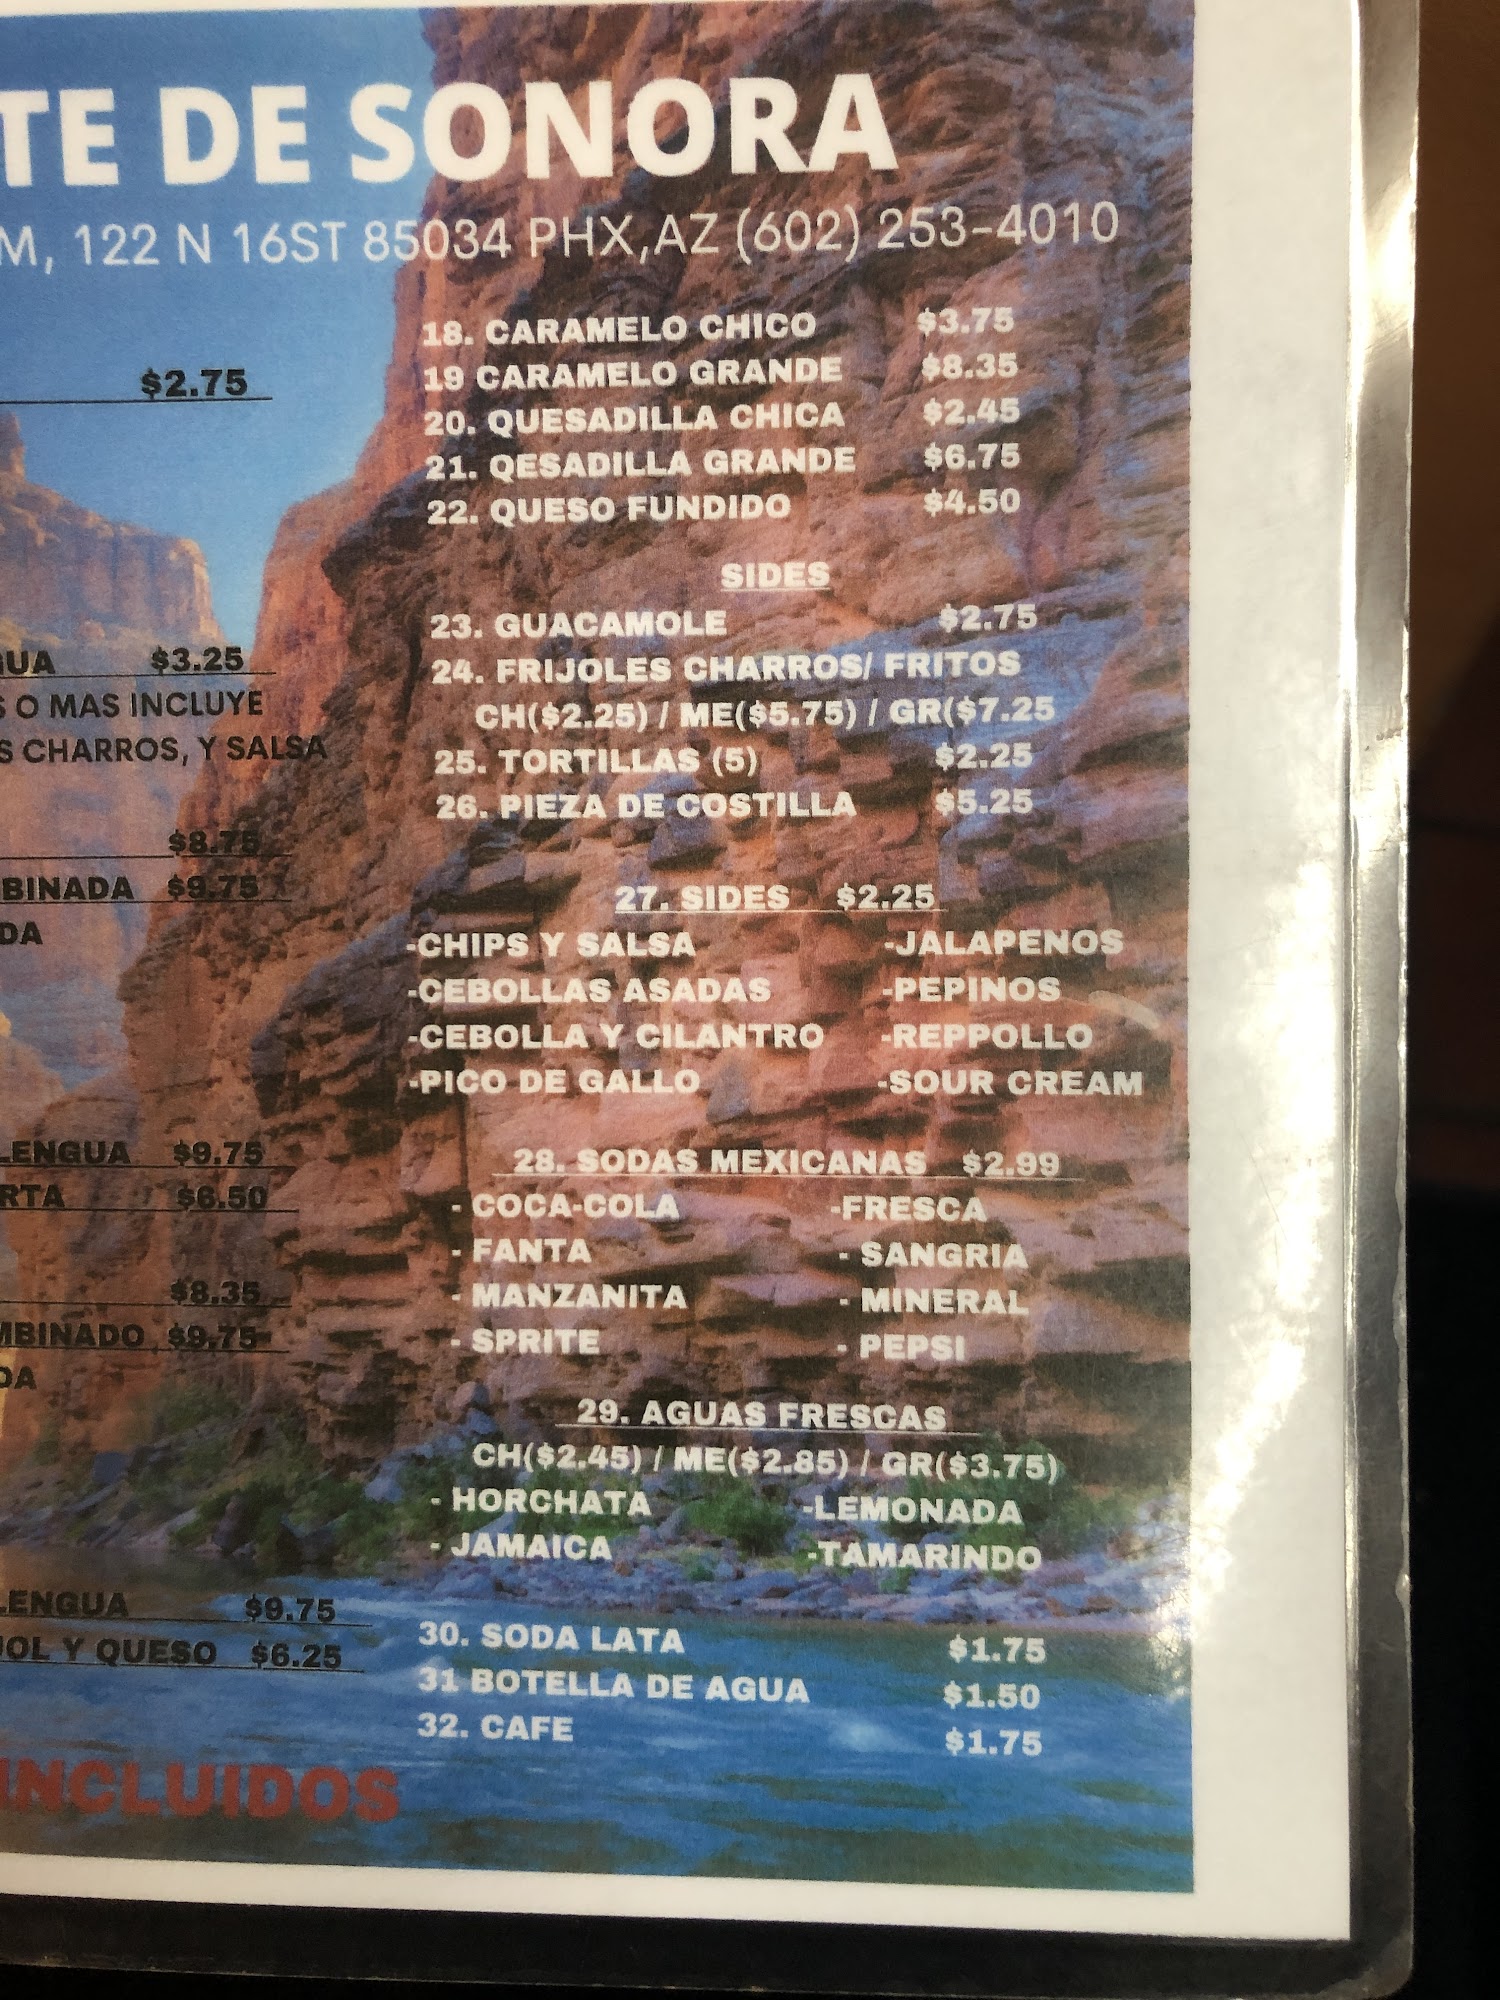 TE DE SONORA
M, 122 N 16ST 85034 PHX,AZ (602) 253-4010
$2.75
GUA $3.25
S O MAS INCLUYE
S CHARROS, Y SALSA
$8.75
BINADA $9.75
DA
LENGUA $9.75
RTA $6.50
$8.35
MBINADO $9.75
DA
LENGUA $9.75
JOL Y QUESO $6.25
INCLUIDOS
18. CARAMELO CHICO $3.75
19 CARAMELO GRANDE $8.35
20. QUESADILLA CHICA $2.45
21. QESADILLA GRANDE $6.75
22. QUESO FUNDIDO $4.50
SIDES
23. GUACAMOLE $2.75
24. FRIJOLES CHARROS/ FRITOS
CH($2.25) / ME($5.75) / GR($7.25
25. TORTILLAS (5) $2.25
26. PIEZA DE COSTILLA $5.25
27. SIDES $2.25
-CHIPS Y SALSA -JALAPENOS
-CEBOLLAS ASADAS -PEPINOS
-CEBOLLA Y CILANTRO -REPPOLLO
-PICO DE GALLO -SOUR CREAM
28. SODAS MEXICANAS $2.99
- COCA-COLA -FRESCA
- FANTA - SANGRIA
- MANZANITA - MINERAL
- SPRITE - PEPSI
29. AGUAS FRESCAS
CH($2.45) / ME($2.85) / GR($3.75)
- HORCHATA -LEMONADA
- JAMAICA -TAMARINDO
30. SODA LATA $1.75
31 BOTELLA DE AGUA $1.50
32. CAFE $1.75